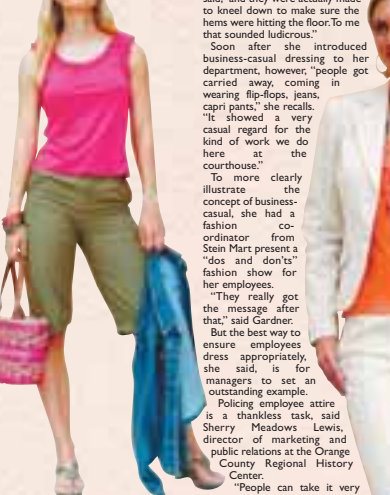 said, "and they were actually made
to kneel down to make sure the
hems were hitting the floor. To me
that sounded ludicrous."
Soon after she introduced
business-casual dressing to her
department, however, "people got
carried away, coming in
wearing flip-flops, jeans,
capri pants," she recalls.
"It showed a very
casual regard for the
kind of work we do
here at the
courthouse."
To more clearly
illustrate the
concept of business-
casual, she had a
fashion co-
ordinator from
Stein Mart present a
"dos and don'ts"
fashion show for
her employees.
"They really got
the message after
that," said Gardner.
But the best way to
ensure employees
dress appropriately,
she said, is for
managers to set an
outstanding example.
Policing employee attire
is a thankless task, said
Sherry Meadows Lewis,
director of marketing and
public relations at the Orange
County Regional History
Center.
"People can take it very